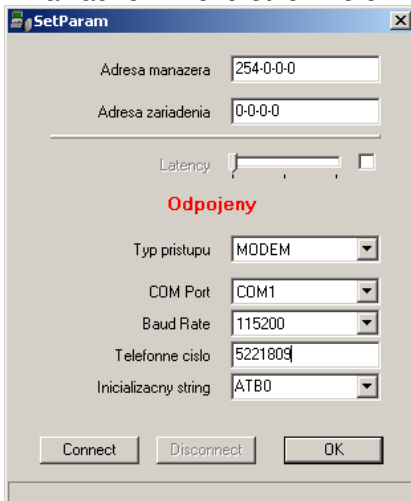 SetParam
Adresa manazera 254-0-0-0
Adresa zariadenia 0-0-0-0
Latency
Odpojeny
Typ pristupu MODEM
COM Port COM1
Baud Rate 115200
Telefonne cislo 5221809
Inicializacny string ATB0
Connect Disconnect OK